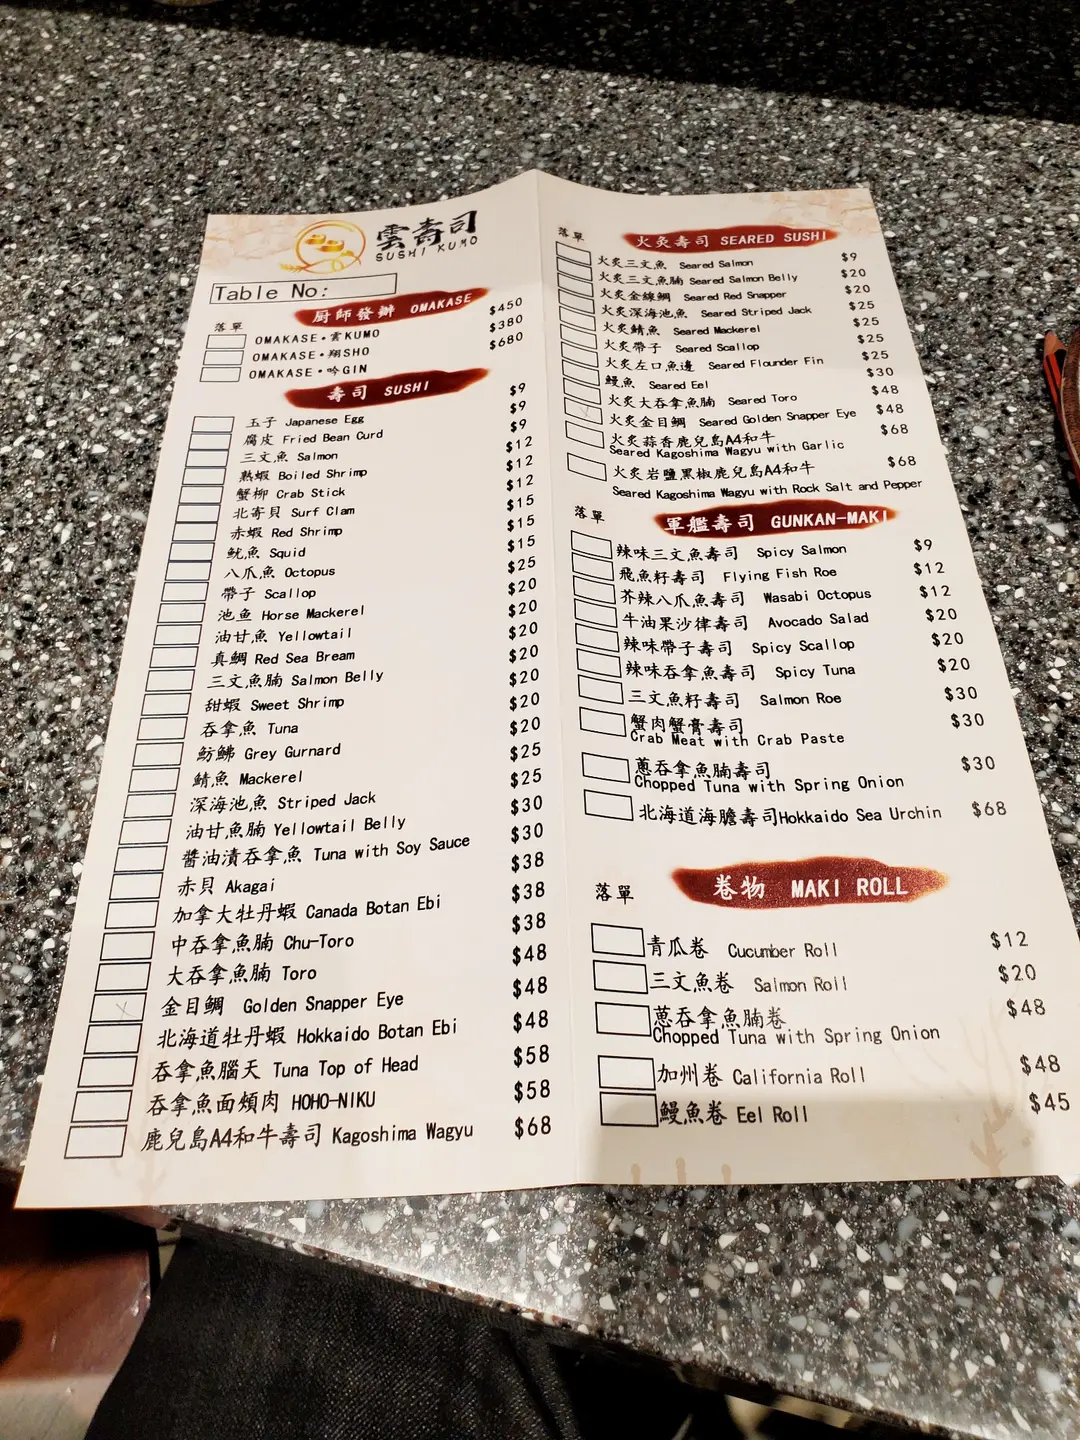 雲壽司
SUSHI KUMO
Table No:
厨師發辦 OMAKASE
落單
OMAKASE•雲KUMO $450
OMAKASE•翔SHO $380
OMAKASE•吟GIN $680
壽司 SUSHI
玉子 Japanese Egg $9
腐皮 Fried Bean Curd $9
三文魚 Salmon $9
熟蝦 Boiled Shrimp $12
蟹柳 Crab Stick $12
北寄貝 Surf Clam $12
赤蝦 Red Shrimp $15
魷魚 Squid $15
八爪魚 Octopus $15
帶子 Scallop $25
池鱼 Horse Mackerel $20
油甘魚 Yellowtail $20
真鯛 Red Sea Bream $20
三文魚腩 Salmon Belly $20
甜蝦 Sweet Shrimp $20
吞拿魚 Tuna $20
魴鮄 Grey Gurnard $20
鯖魚 Mackerel $25
深海池魚 Striped Jack $25
油甘魚腩 Yellowtail Belly $30
醬油漬吞拿魚 Tuna with Soy Sauce $30
赤貝 Akagai $38
加拿大牡丹蝦 Canada Botan Ebi $38
中吞拿魚腩 Chu-Toro $38
大吞拿魚腩 Toro $48
金目鯛 Golden Snapper Eye $48
北海道牡丹蝦 Hokkaido Botan Ebi $48
吞拿魚腦天 Tuna Top of Head $58
吞拿魚面頰肉 HOHO-NIKU $58
鹿兒島A4和牛壽司 Kagoshima Wagyu $68
落單
火炙壽司 SEARED SUSHI
火炙三文魚 Seared Salmon $9
火炙三文魚腩 Seared Salmon Belly $20
火炙金線鯛 Seared Red Snapper $20
火炙深海池魚 Seared Striped Jack $25
火炙鯖魚 Seared Mackerel $25
火炙帶子 Seared Scallop $25
火炙左口魚邊 Seared Flounder Fin $25
鰻魚 Seared Eel $30
火炙大吞拿魚腩 Seared Toro $48
火炙金目鯛 Seared Golden Snapper Eye $48
火炙蒜香鹿兒島A4和牛 $68
Seared Kagoshima Wagyu with Garlic
火炙岩鹽黑椒鹿兒島A4和牛 $68
Seared Kagoshima Wagyu with Rock Salt and Pepper
落單
軍艦壽司 GUNKAN-MAKI
辣味三文魚壽司 Spicy Salmon $9
飛魚籽壽司 Flying Fish Roe $12
芥辣八爪魚壽司 Wasabi Octopus $12
牛油果沙律壽司 Avocado Salad $20
辣味帶子壽司 Spicy Scallop $20
辣味吞拿魚壽司 Spicy Tuna $20
三文魚籽壽司 Salmon Roe $30
蟹肉蟹膏壽司 $30
Crab Meat with Crab Paste
蔥吞拿魚腩壽司 $30
Chopped Tuna with Spring Onion
北海道海膽壽司Hokkaido Sea Urchin $68
落單
卷物 MAKI ROLL
青瓜卷 Cucumber Roll $12
三文魚卷 Salmon Roll $20
蔥吞拿魚腩卷 $48
Chopped Tuna with Spring Onion
加州卷 California Roll $48
鰻魚卷 Eel Roll $45